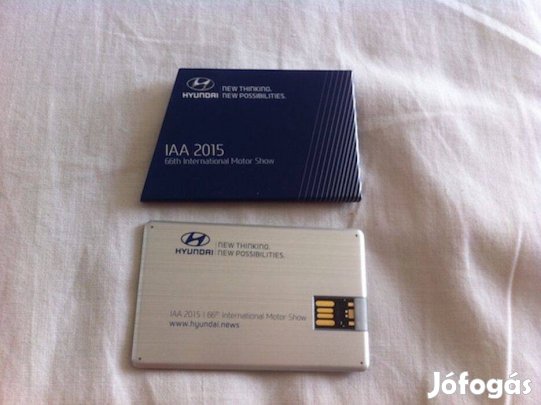 HYUNDAI
NEW THINKING.
NEW POSSIBILITIES.
IAA 2015
66th International Motor Show
HYUNDAI
NEW THINKING.
NEW POSSIBILITIES.
IAA 2015 | 66th International Motor Show
www.hyundai.news
Jófogás